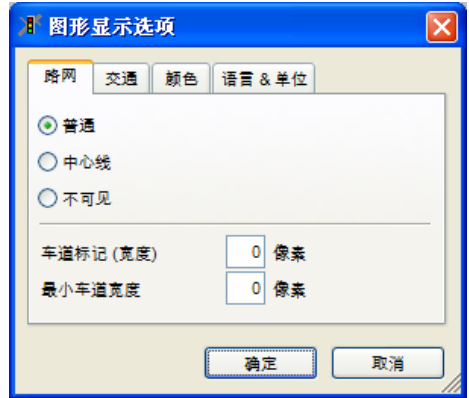 图形显示选项
路网 交通 颜色 语言 & 单位
普通
中心线
不可见
车道标记 (宽度) 0 像素
最小车道宽度 0 像素
确定 取消